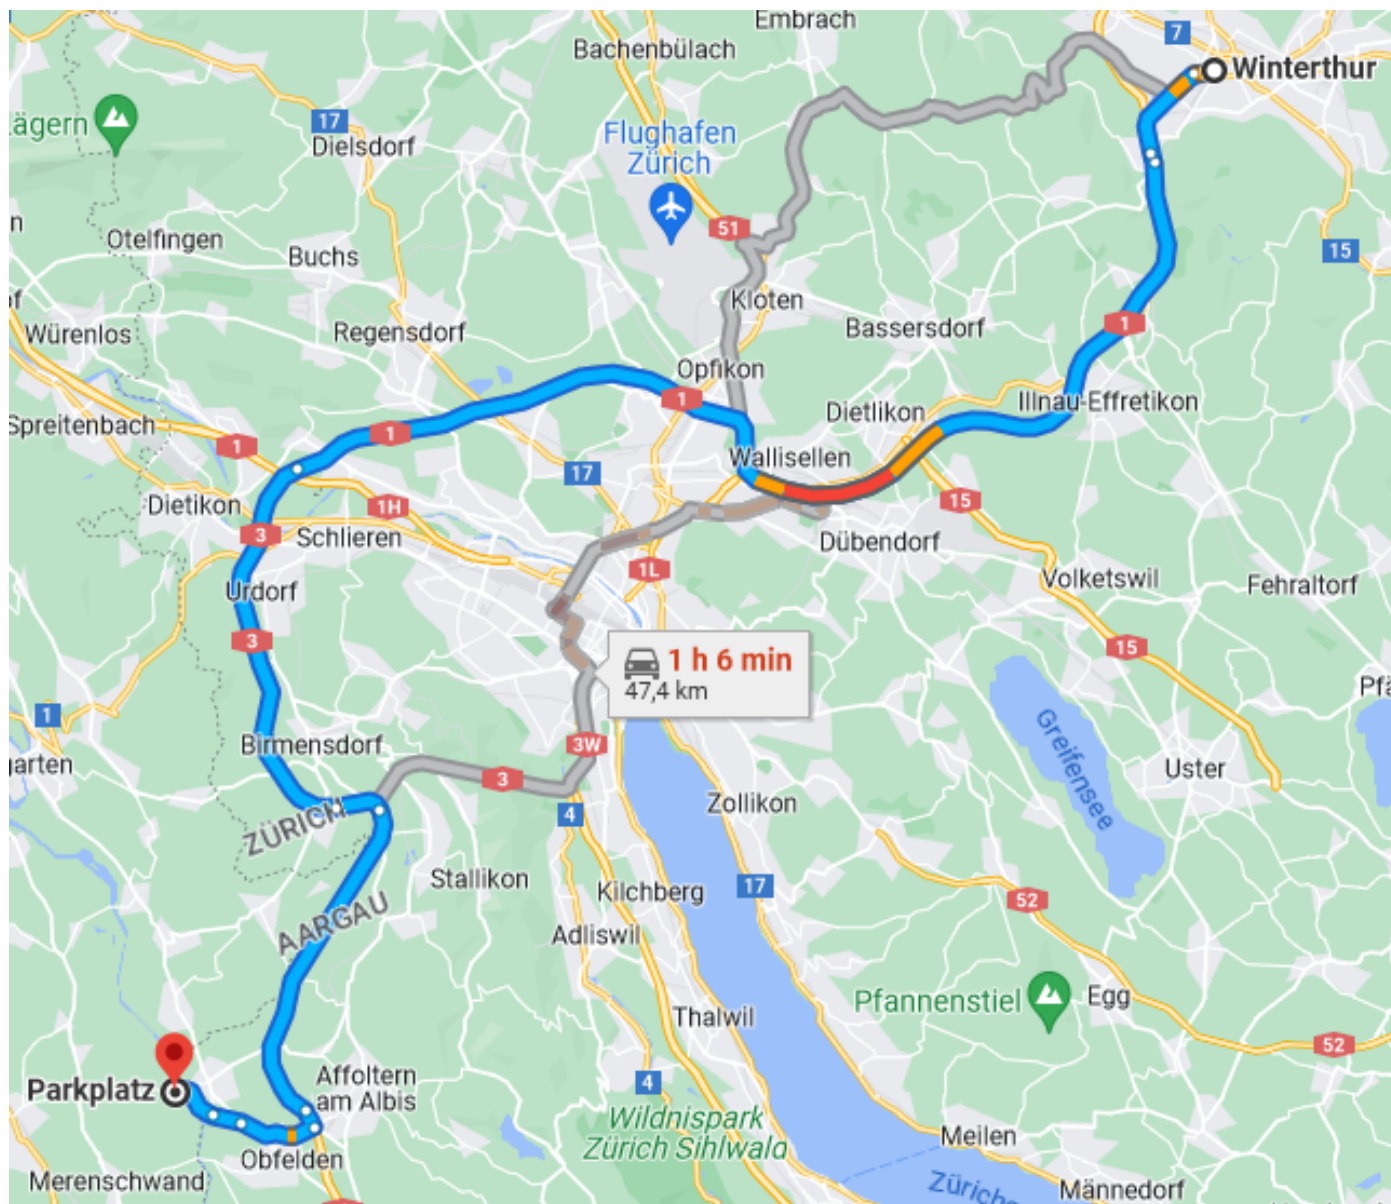 Embrach
7
Bachenbülach
Winterthur
Lägern
17
Dielsdorf
Flughafen
Zürich
51
n
Otelfingen
Buchs
15
Kloten
Würenlos
Regensdorf
Bassersdorf
1
Opfikon
1
Dietlikon
Illnau-Effretikon
Spreitenbach
1
1
Wallisellen
17
15
Dietikon
1H
3
Schlieren
Dübendorf
1L
Volketswil
Fehraltorf
Urdorf
3
15
1 h 6 min
47,4 km
Pfä
1
Birmensdorf
3W
Greifensee
garten
3
Uster
4
Zollikon
ZÜRICH
Stallikon
Kilchberg
17
52
AARGAU
Adliswil
Pfannenstiel
Egg
Thalwil
52
Parkplatz
Affoltern
am Albis
4
Wildnispark
Zürich Sihlwald
Meilen
Obfelden
Merenschwand
Züriche
Männedorf